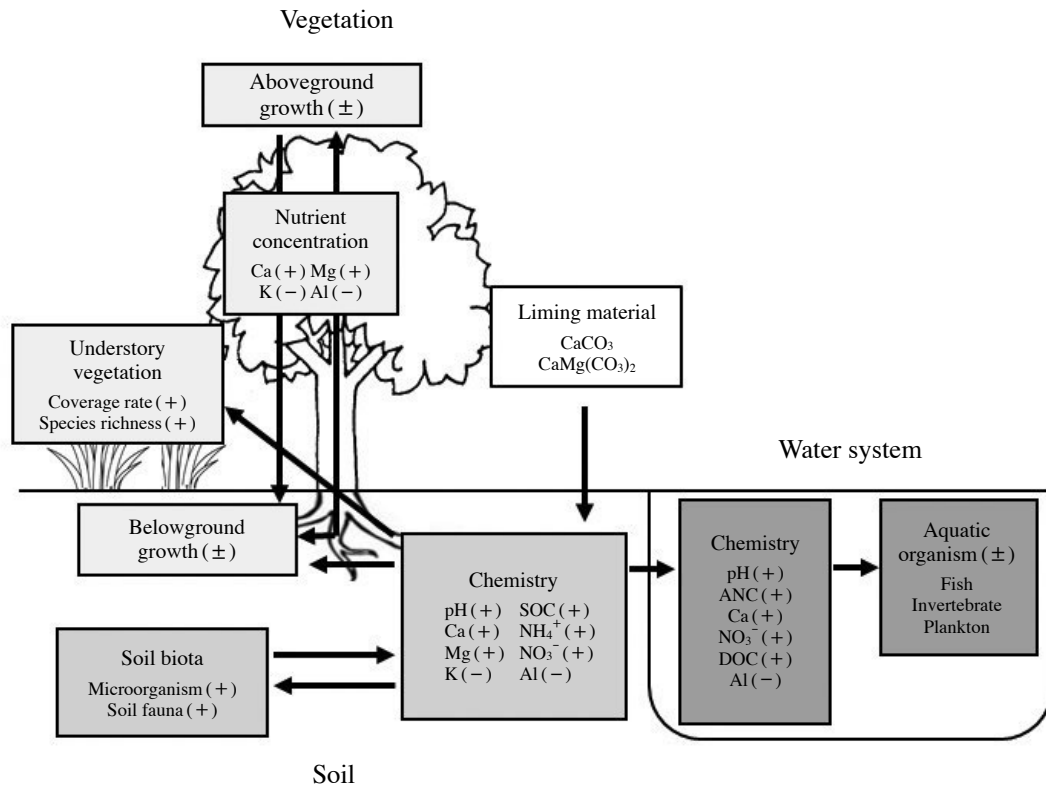 Vegetation
Aboveground
growth (±)
Nutrient
concentration
Ca (+) Mg (+)
K (−) Al (−)
Liming material
CaCO₃
CaMg(CO₃)₂
Understory
vegetation
Coverage rate (+)
Species richness (+)
Water system
Belowground
growth (±)
Chemistry
pH (+) SOC (+)
Ca (+) NH₄⁺ (+)
Mg (+) NO₃⁻ (+)
K (−) Al (−)
Chemistry
pH (+)
ANC (+)
Ca (+)
NO₃⁻ (+)
DOC (+)
Al (−)
Aquatic
organism (±)
Fish
Invertebrate
Plankton
Soil biota
Microorganism (+)
Soil fauna (+)
Soil